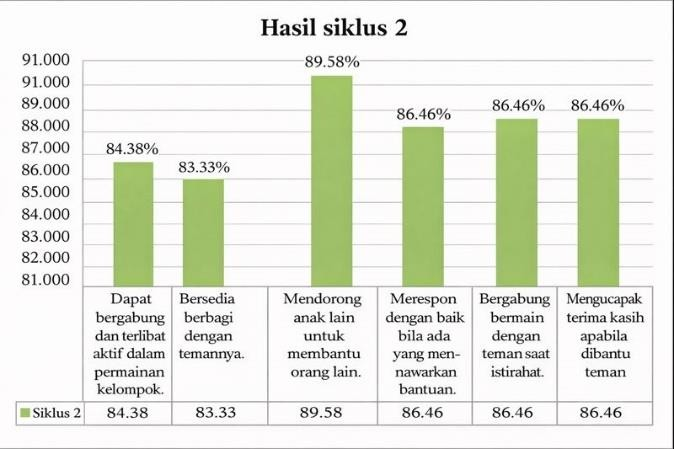 Hasil siklus 2
91.000
91.000
89.000
88.000
87.000
86.000
85.000
84.000
83.000
82.000
81.000
84.38%
83.33%
89.58%
86.46%
86.46%
86.46%
Dapat
bergabung
dan terlibat
aktif dalam
permainan
kelompok.
Bersedia
berbagi
dengan
temannya.
Mendorong
anak lain
untuk
membantu
orang lain.
Merespon
dengan baik
bila ada
yang men-
nawarkan
bantuan.
Bergabung
bermain
dengan
teman saat
istirahat.
Mengucapak
terima kasih
apabila
dibantu
teman
Siklus 2 84.38 83.33 89.58 86.46 86.46 86.46